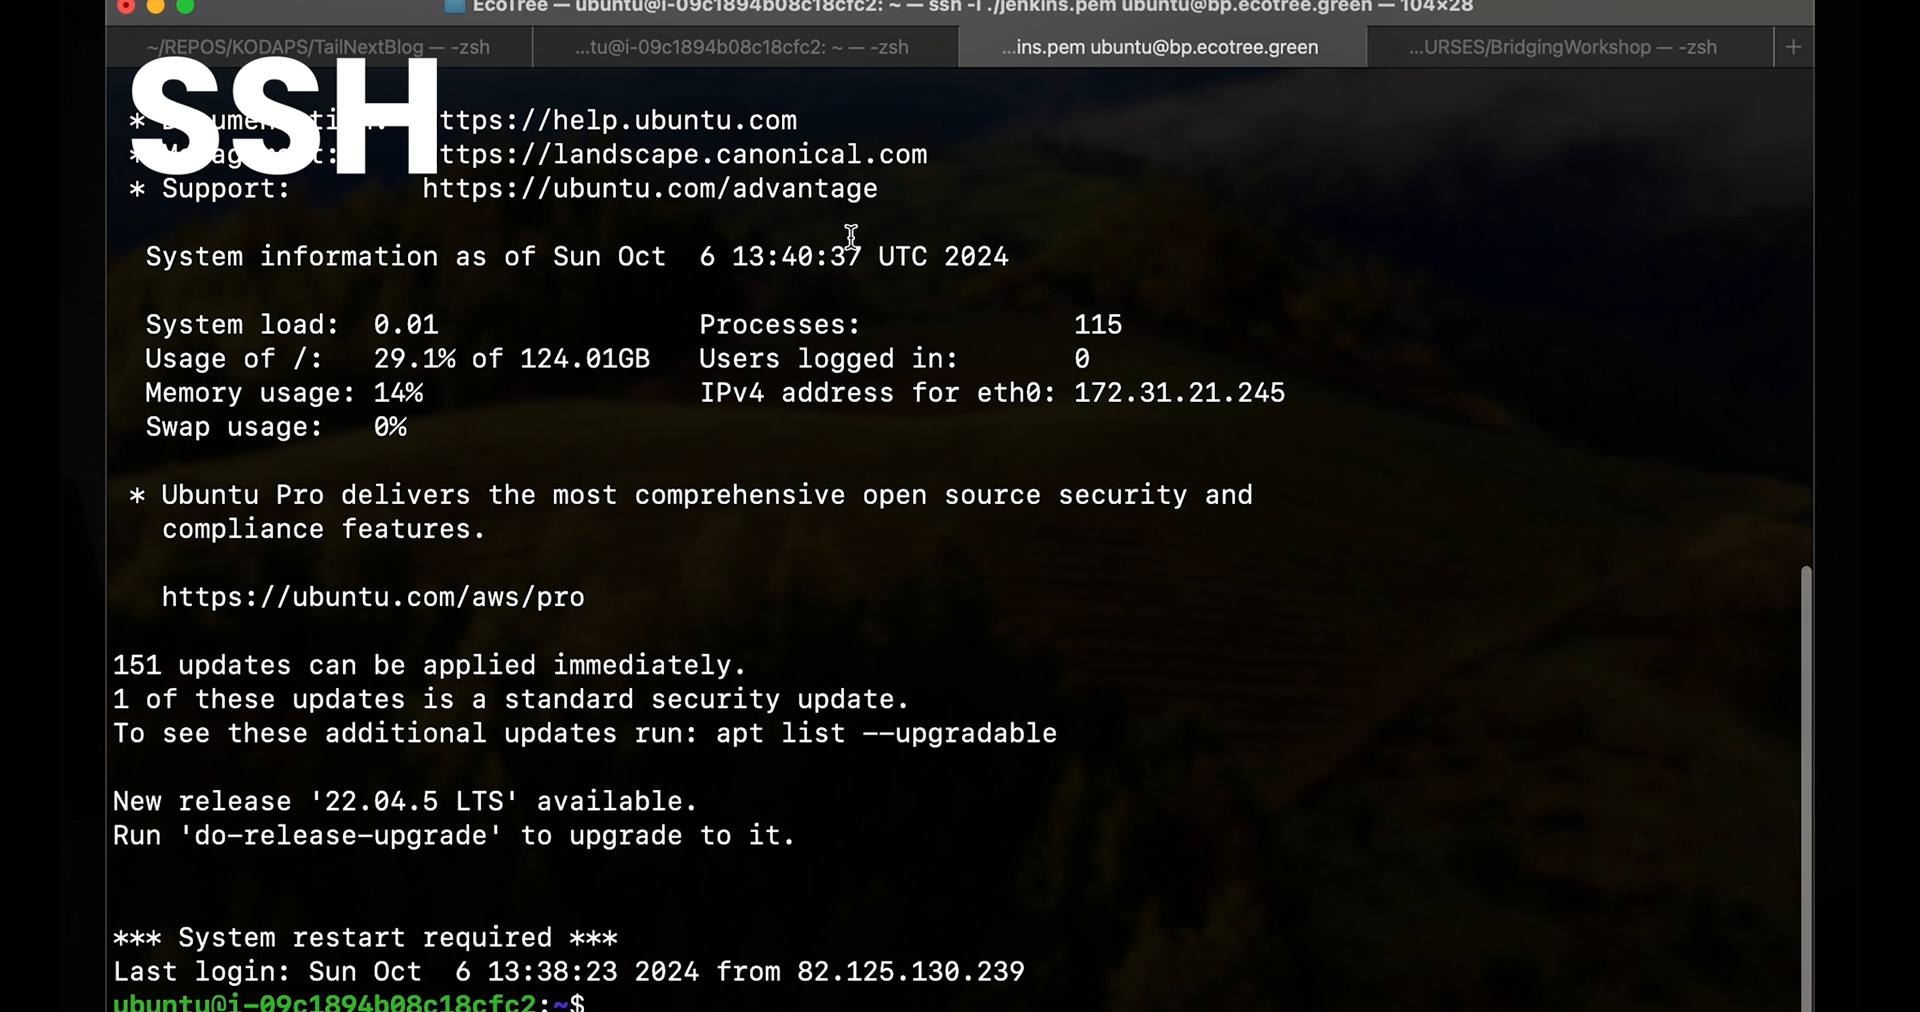 EcoTree — ubuntu@i-09c1894b08c18cfc2: ~ — ssh -i ./jenkins.pem ubuntu@bp.ecotree.green — 104×28
~/REPOS/KODAPS/TailNextBlog — -zsh
...tu@i-09c1894b08c18cfc2: ~ — -zsh
...ins.pem ubuntu@bp.ecotree.green
...URSES/BridgingWorkshop — -zsh
+
SSH
* https://help.ubuntu.com
* https://landscape.canonical.com
* Support: https://ubuntu.com/advantage
System information as of Sun Oct 6 13:40:37 UTC 2024
System load: 0.01 Processes: 115
Usage of /: 29.1% of 124.01GB Users logged in: 0
Memory usage: 14% IPv4 address for eth0: 172.31.21.245
Swap usage: 0%
* Ubuntu Pro delivers the most comprehensive open source security and
compliance features.
https://ubuntu.com/aws/pro
151 updates can be applied immediately.
1 of these updates is a standard security update.
To see these additional updates run: apt list --upgradable
New release '22.04.5 LTS' available.
Run 'do-release-upgrade' to upgrade to it.
*** System restart required ***
Last login: Sun Oct 6 13:38:23 2024 from 82.125.130.239
ubuntu@i-09c1894b08c18cfc2:~$